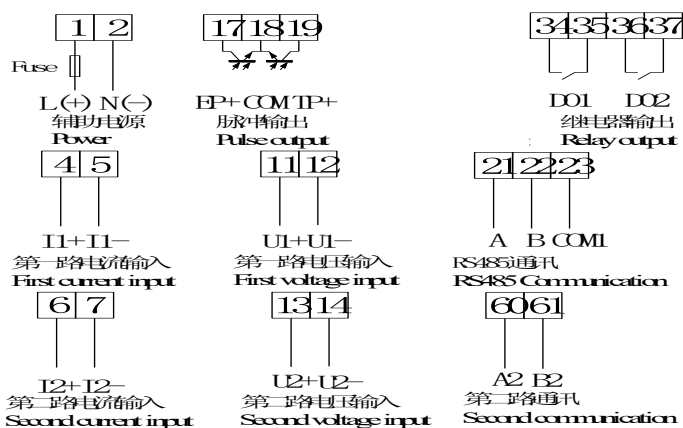 1 2
Fuse
L(+) N(−)
辅助电源
Power
17 18 19
EP+ COM TP+
脉冲输出
Pulse output
34 35 36 37
DO1 DO2
继电器输出
Relay output
4 5
I1+ I1−
第一路电流输入
First current input
11 12
U1+ U1−
第一路电压输入
First voltage input
21 22 23
A B COM1
RS485通讯
RS485 Communication
6 7
I2+ I2−
第二路电流输入
Second current input
13 14
U2+ U2−
第二路电压输入
Second voltage input
60 61
A2 B2
第二路通讯
Second communication